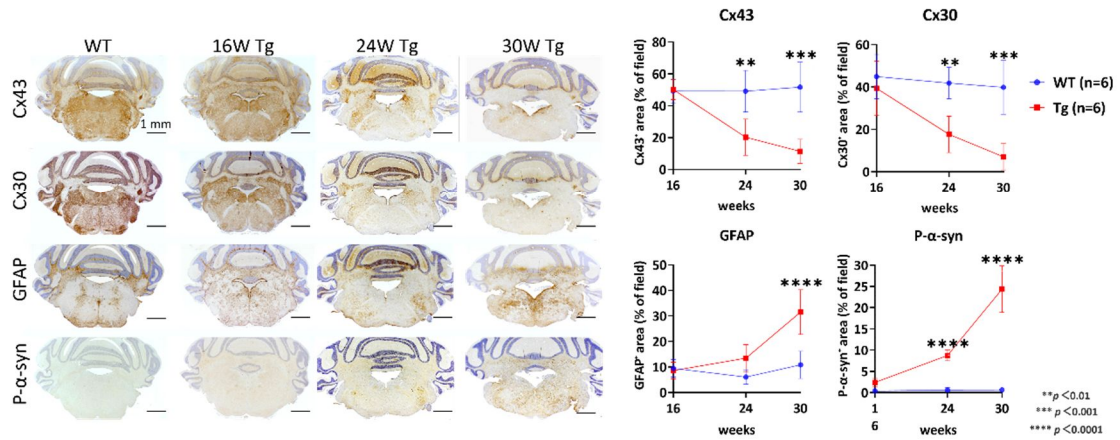 WT
16W Tg
24W Tg
30W Tg
Cx43
1 mm
Cx30
GFAP
P-α-syn
Cx43
Cx43⁺ area (% of field)
80
60
40
20
0
**
***
16
24
30
weeks
Cx30
Cx30⁺ area (% of field)
60
40
20
0
**
***
16
24
30
weeks
WT (n=6)
Tg (n=6)
GFAP
GFAP⁺ area (% of field)
50
40
30
20
10
0
****
16
24
30
weeks
P-α-syn
P-α-syn⁺ area (% of field)
30
25
20
15
10
5
0
****
****
1
6
24
30
weeks
**p<0.01
***p<0.001
****p<0.0001